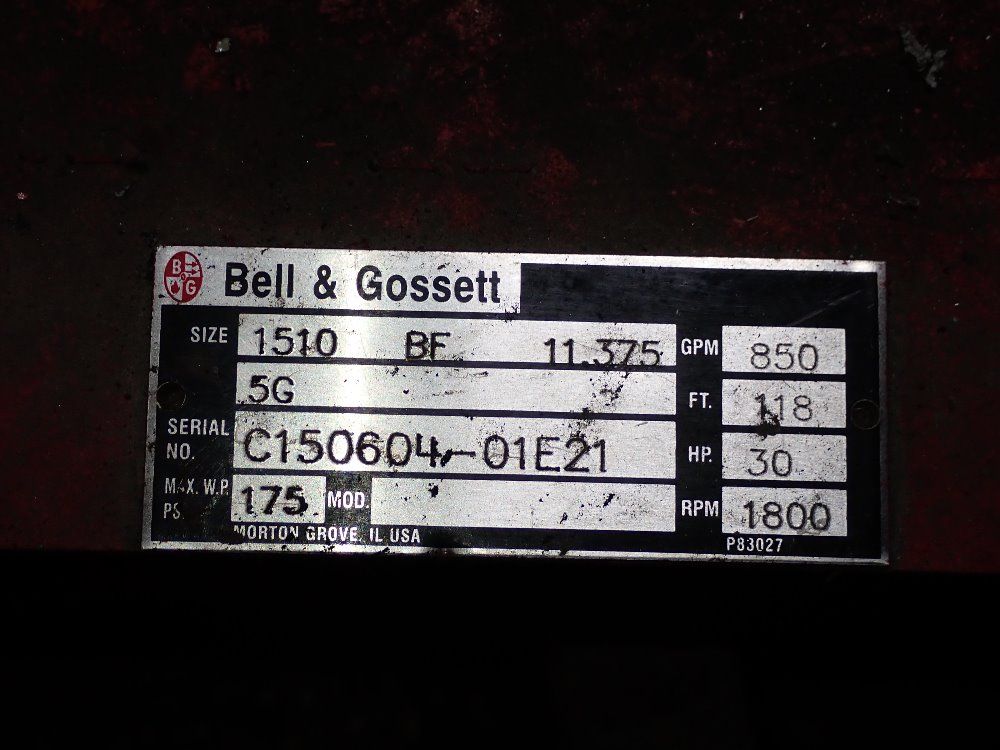 B G Bell & Gossett
SIZE 1510 BF 11.375 GPM 850
5G FT. 118
SERIAL NO. C150604-01E21 HP. 30
MAX. W.P. PS. 175 MOD. RPM 1800
MORTON GROVE, IL USA P83027